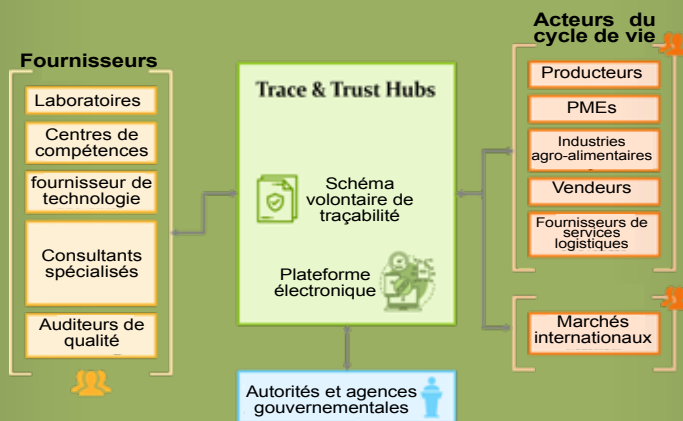 Fournisseurs
Laboratoires
Centres de
compétences
fournisseur de
technologie
Consultants
spécialisés
Auditeurs de
qualité
Trace & Trust Hubs
Schéma
volontaire de
traçabilité
Plateforme
électronique
Autorités et agences
gouvernementales
Acteurs du
cycle de vie
Producteurs
PMEs
Industries
agro-alimentaires
Vendeurs
Fournisseurs de
services
logistiques
Marchés
internationaux